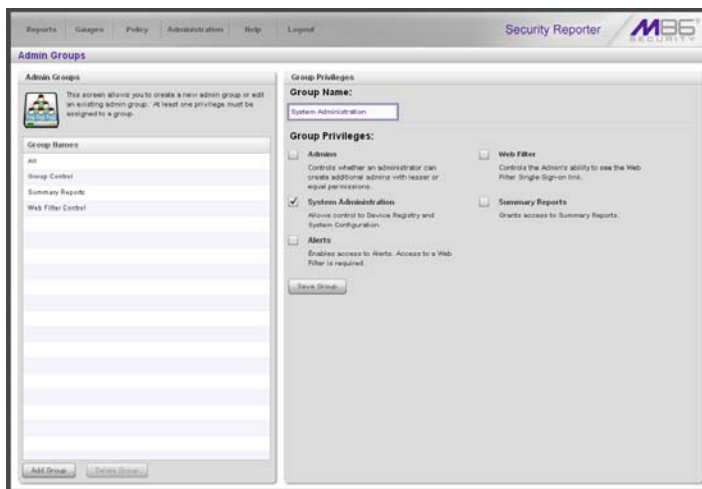 Reports Gauges Policy Administration Help Logout
Security Reporter
M86
SECURITY
Admin Groups
Admin Groups
This screen allows you to create a new admin group or edit
an existing admin group. At least one privilege must be
assigned to a group.
Group Names
All
Group Control
Summary Reports
Web Filter Control
Add Group
Delete Group
Group Privileges
Group Name:
System Administration
Group Privileges:
Admins
Controls whether an administrator can
create additional admins with lesser or
equal permissions.
Web Filter
Controls the Admin's ability to see the Web
Filter Single-Sign-on link.
System Administration
Allows control to Device Registry and
System Configuration.
Summary Reports
Grants access to Summary Reports.
Alerts
Enables access to Alerts. Access to a Web
Filter is required.
Save Group